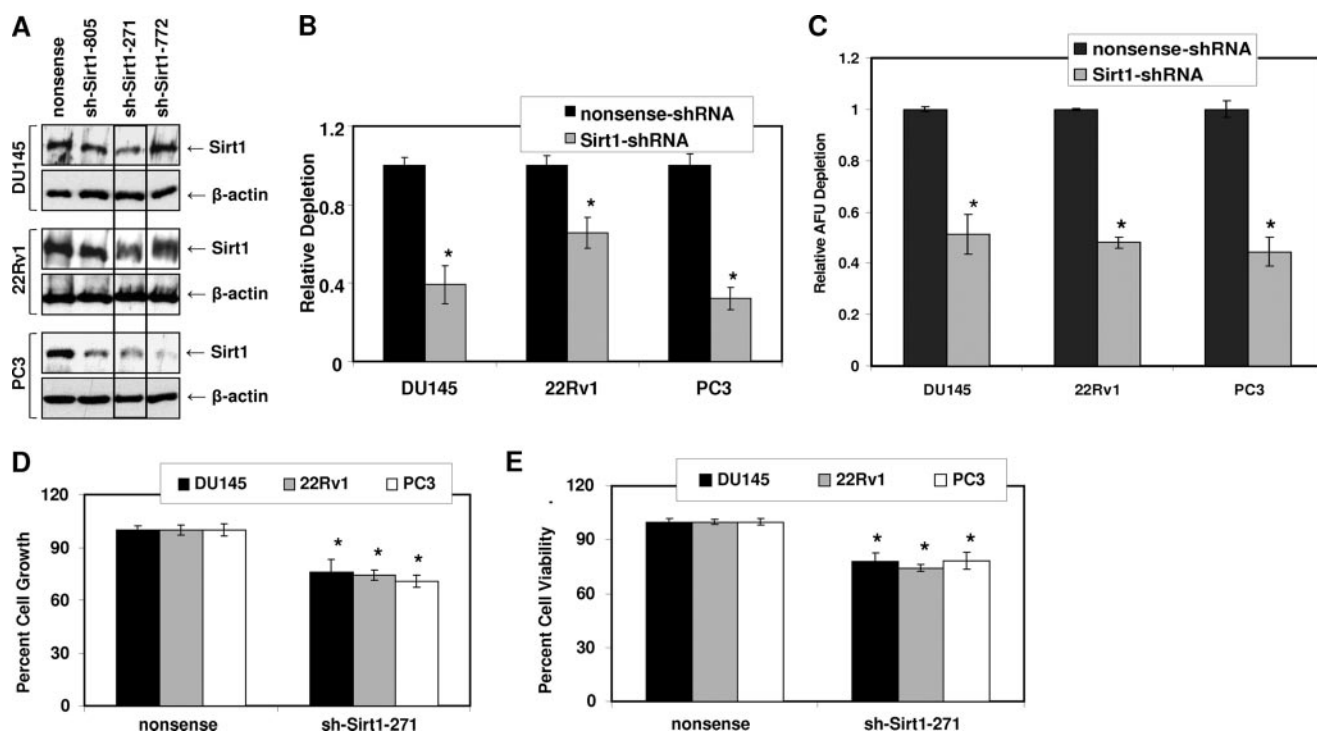 A
nonsense
sh-Sirt1-805
sh-Sirt1-271
sh-Sirt1-772
DU145
← Sirt1
← β-actin
22Rv1
← Sirt1
← β-actin
PC3
← Sirt1
← β-actin
B
nonsense-shRNA
Sirt1-shRNA
Relative Depletion
1.2
0.8
0.4
0
DU145 22Rv1 PC3
* * *
C
nonsense-shRNA
Sirt1-shRNA
Relative AFU Depletion
1.2
1
0.8
0.6
0.4
0.2
0
DU145 22Rv1 PC3
* * *
D
DU145 22Rv1 PC3
Percent Cell Growth
120
90
60
30
0
* * *
nonsense sh-Sirt1-271
E
DU145 22Rv1 PC3
Percent Cell Viability
120
90
60
30
0
* * *
nonsense sh-Sirt1-271